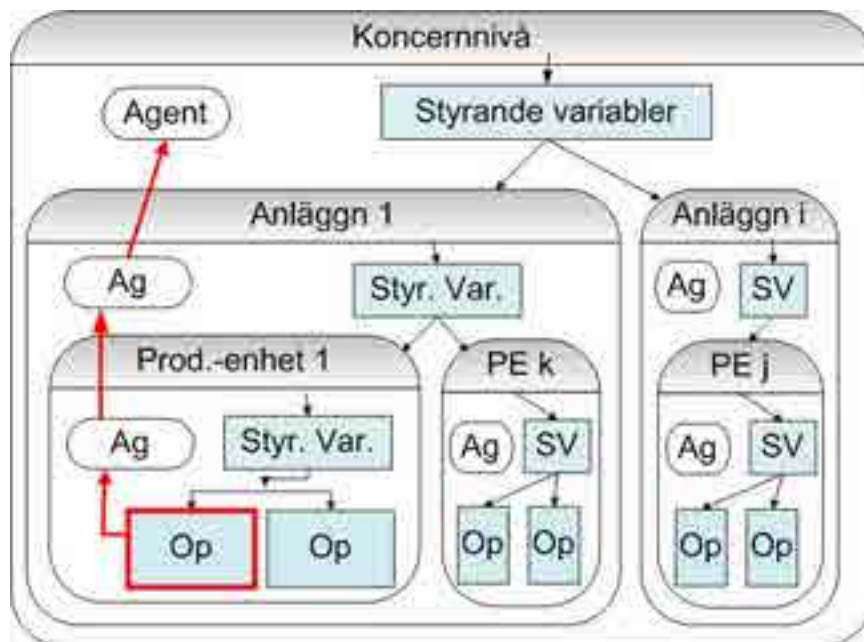 Koncernnivå
Agent
Styrande variabler
Anläggn 1
Anläggn i
Ag
Styr. Var.
Ag
SV
Prod.-enhet 1
PE k
PE j
Ag
Styr. Var.
Ag
SV
Ag
SV
Op
Op
Op
Op
Op
Op